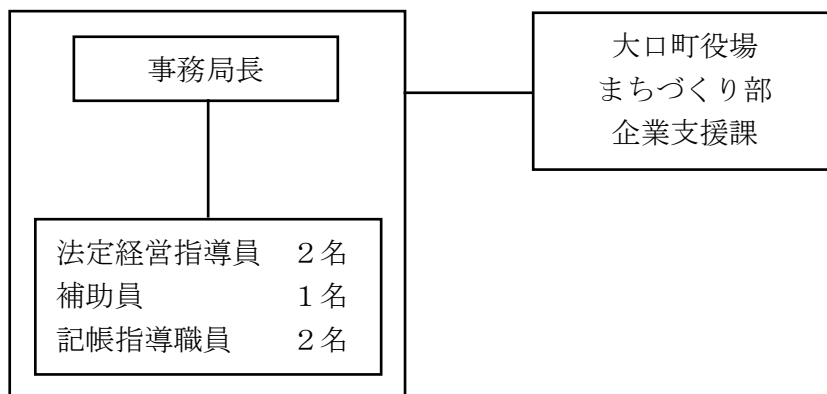 事務局長
大口町役場
まちづくり部
企業支援課
法定経営指導員　２名
補助員　１名
記帳指導職員　２名